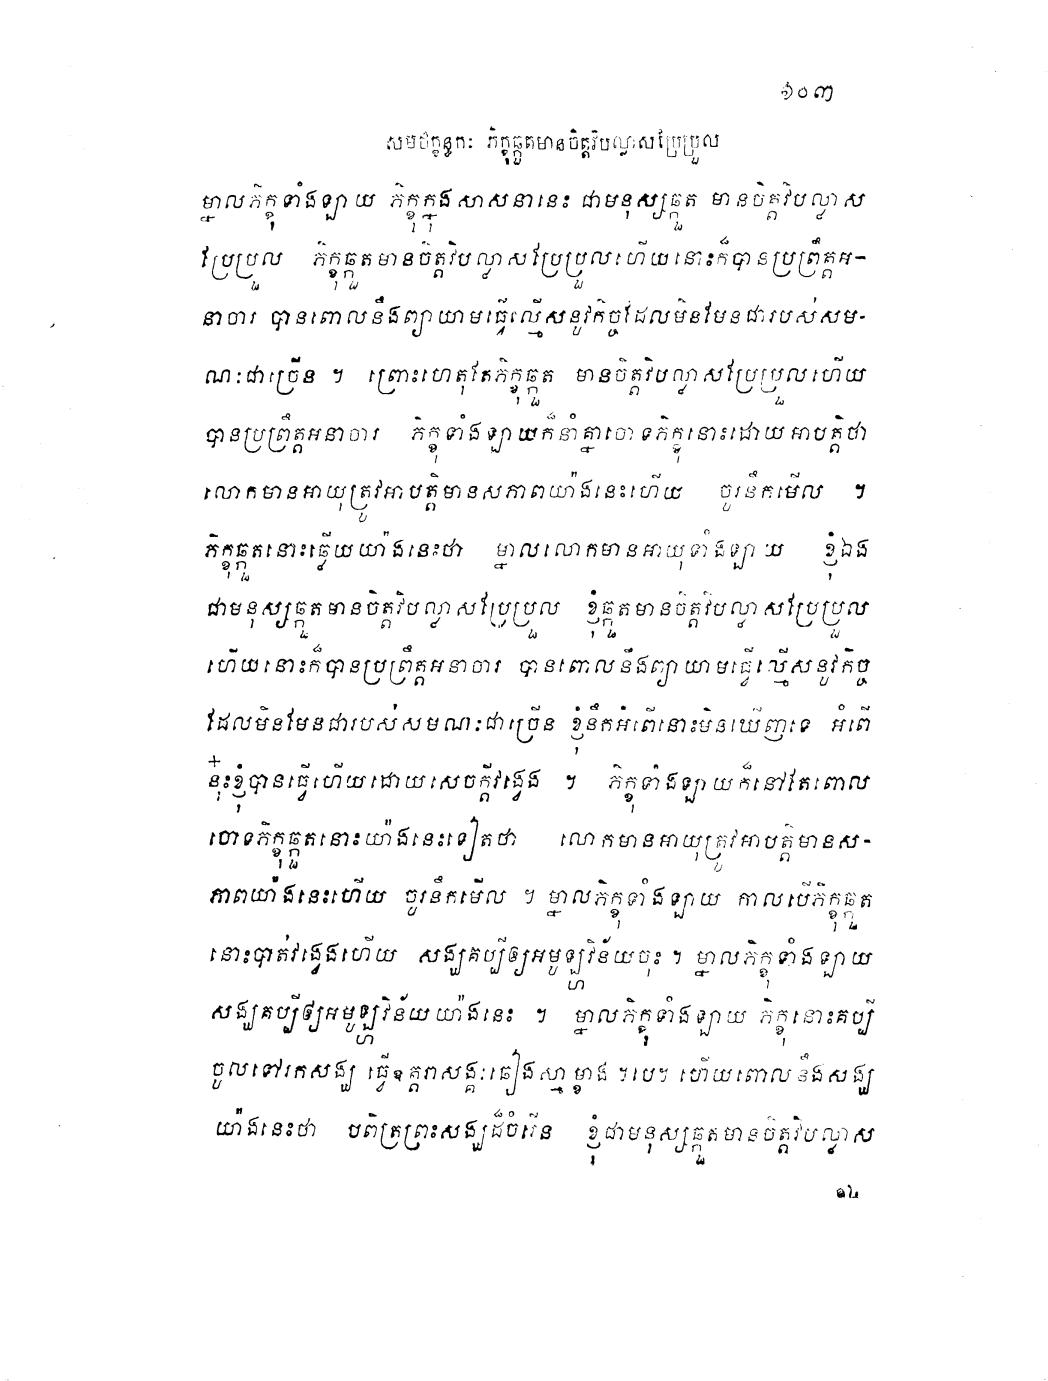 ១០៣
សមថក្ខន្ធកៈ ភិក្ខុឆ្កួតមានចិត្តវិបល្លាសប្រែប្រួល
ម្នាលភិក្ខុទាំងឡាយ ភិក្ខុក្នុងសាសនានេះ ជាមនុស្សឆ្កួត មានចិត្តវិបល្លាស
ប្រែប្រួល ភិក្ខុឆ្កួតមានចិត្តវិបល្លាសប្រែប្រួលហើយនោះក៏បានប្រព្រឹត្តអ-
នាចារ បានពោលនឹងព្យាយាមធ្វើល្មើសនូវកិច្ចដែលមិនមែនជារបស់សម-
ណៈជាច្រើន ។ ព្រោះហេតុតែភិក្ខុឆ្កួត មានចិត្តវិបល្លាសប្រែប្រួលហើយ
បានប្រព្រឹត្តអនាចារ ភិក្ខុទាំងឡាយក៏នាំគ្នាចោទភិក្ខុនោះដោយអាបត្តិថា
លោកមានអាយុត្រូវអាបត្តិមានសភាពយ៉ាងនេះហើយ ចូរនឹកមើល ។
ភិក្ខុឆ្កួតនោះឆ្លើយយ៉ាងនេះថា ម្នាលលោកមានអាយុទាំងឡាយ ខ្ញុំឯង
ជាមនុស្សឆ្កួតមានចិត្តវិបល្លាសប្រែប្រួល ខ្ញុំឆ្កួតមានចិត្តវិបល្លាសប្រែប្រួល
ហើយនោះក៏បានប្រព្រឹត្តអនាចារ បានពោលនឹងព្យាយាមធ្វើល្មើសនូវកិច្ច
ដែលមិនមែនជារបស់សមណៈជាច្រើន ខ្ញុំនឹកអំពើនោះមិនឃើញទេ អំពើ
នុ៎ះខ្ញុំបានធ្វើហើយដោយសេចក្តីវង្វេង ។ ភិក្ខុទាំងឡាយក៏នៅតែពោល
ចោទភិក្ខុឆ្កួតនោះយ៉ាងនេះទៀតថា លោកមានអាយុត្រូវអាបត្តិមានស-
ភាពយ៉ាងនេះហើយ ចូរនឹកមើល ។ ម្នាលភិក្ខុទាំងឡាយ កាលបើភិក្ខុឆ្កួត
នោះបាត់វង្វេងហើយ សង្ឃគប្បីឲ្យអមូឡ្ហវិន័យចុះ ។ ម្នាលភិក្ខុទាំងឡាយ
សង្ឃគប្បីឲ្យអមូឡ្ហវិន័យយ៉ាងនេះ ។ ម្នាលភិក្ខុទាំងឡាយ ភិក្ខុនោះគប្បី
ចូលទៅរកសង្ឃ ធ្វើឧត្តរាសង្គៈឆៀងស្មាម្ខាង ។បេ។ ហើយពោលនឹងសង្ឃ
យ៉ាងនេះថា បពិត្រព្រះសង្ឃដ៏ចំរើន ខ្ញុំជាមនុស្សឆ្កួតមានចិត្តវិបល្លាស
១៤